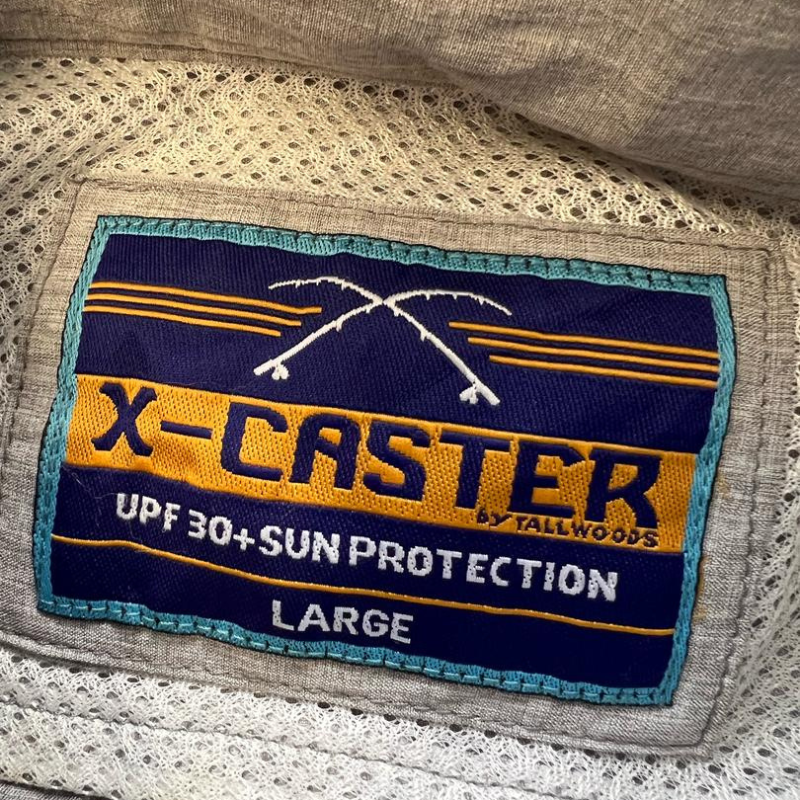 X-CASTER
by TALLWOODS
UPF 30+ SUN PROTECTION
LARGE